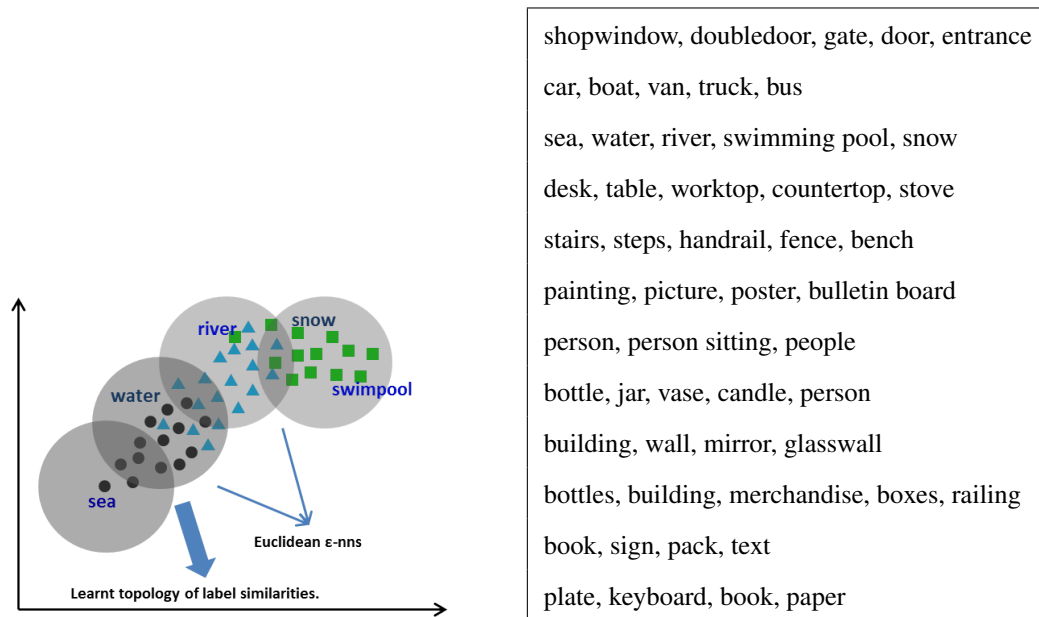 river
snow
swimpool
water
sea
Euclidean ε-nns
Learnt topology of label similarities.
shopwindow, doubledoor, gate, door, entrance
car, boat, van, truck, bus
sea, water, river, swimming pool, snow
desk, table, worktop, countertop, stove
stairs, steps, handrail, fence, bench
painting, picture, poster, bulletin board
person, person sitting, people
bottle, jar, vase, candle, person
building, wall, mirror, glasswall
bottles, building, merchandise, boxes, railing
book, sign, pack, text
plate, keyboard, book, paper